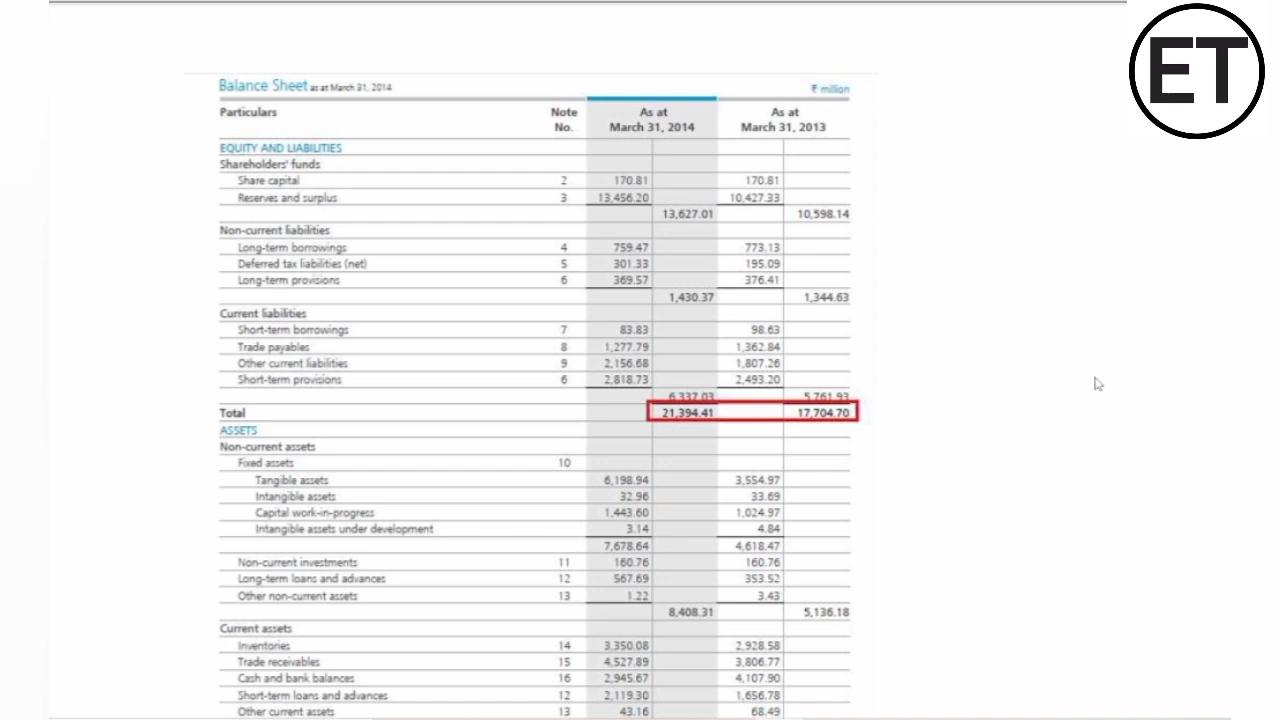 ET
Balance Sheet as at March 31, 2014 ₹ million
Particulars Note No. As at March 31, 2014 As at March 31, 2013
EQUITY AND LIABILITIES
Shareholders' funds
Share capital 2 170.81 170.81
Reserves and surplus 3 13,456.20 10,427.33
13,627.01 10,598.14
Non-current liabilities
Long-term borrowings 4 759.47 773.13
Deferred tax liabilities (net) 5 301.33 195.09
Long-term provisions 6 369.57 376.41
1,430.37 1,344.63
Current liabilities
Short-term borrowings 7 83.83 98.63
Trade payables 8 1,277.79 1,362.84
Other current liabilities 9 2,156.68 1,807.26
Short-term provisions 6 2,818.73 2,493.20
6,337.03 5,761.93
Total 21,394.41 17,704.70
ASSETS
Non-current assets
Fixed assets 10
Tangible assets 6,198.94 3,554.97
Intangible assets 32.96 33.69
Capital work-in-progress 1,443.60 1,024.97
Intangible assets under development 3.14 4.84
7,678.64 4,618.47
Non-current investments 11 160.76 160.76
Long-term loans and advances 12 567.69 353.52
Other non-current assets 13 1.22 3.43
8,408.31 5,136.18
Current assets
Inventories 14 3,350.08 2,928.58
Trade receivables 15 4,527.89 3,806.77
Cash and bank balances 16 2,945.67 4,107.90
Short-term loans and advances 12 2,119.30 1,656.78
Other current assets 13 43.16 68.49